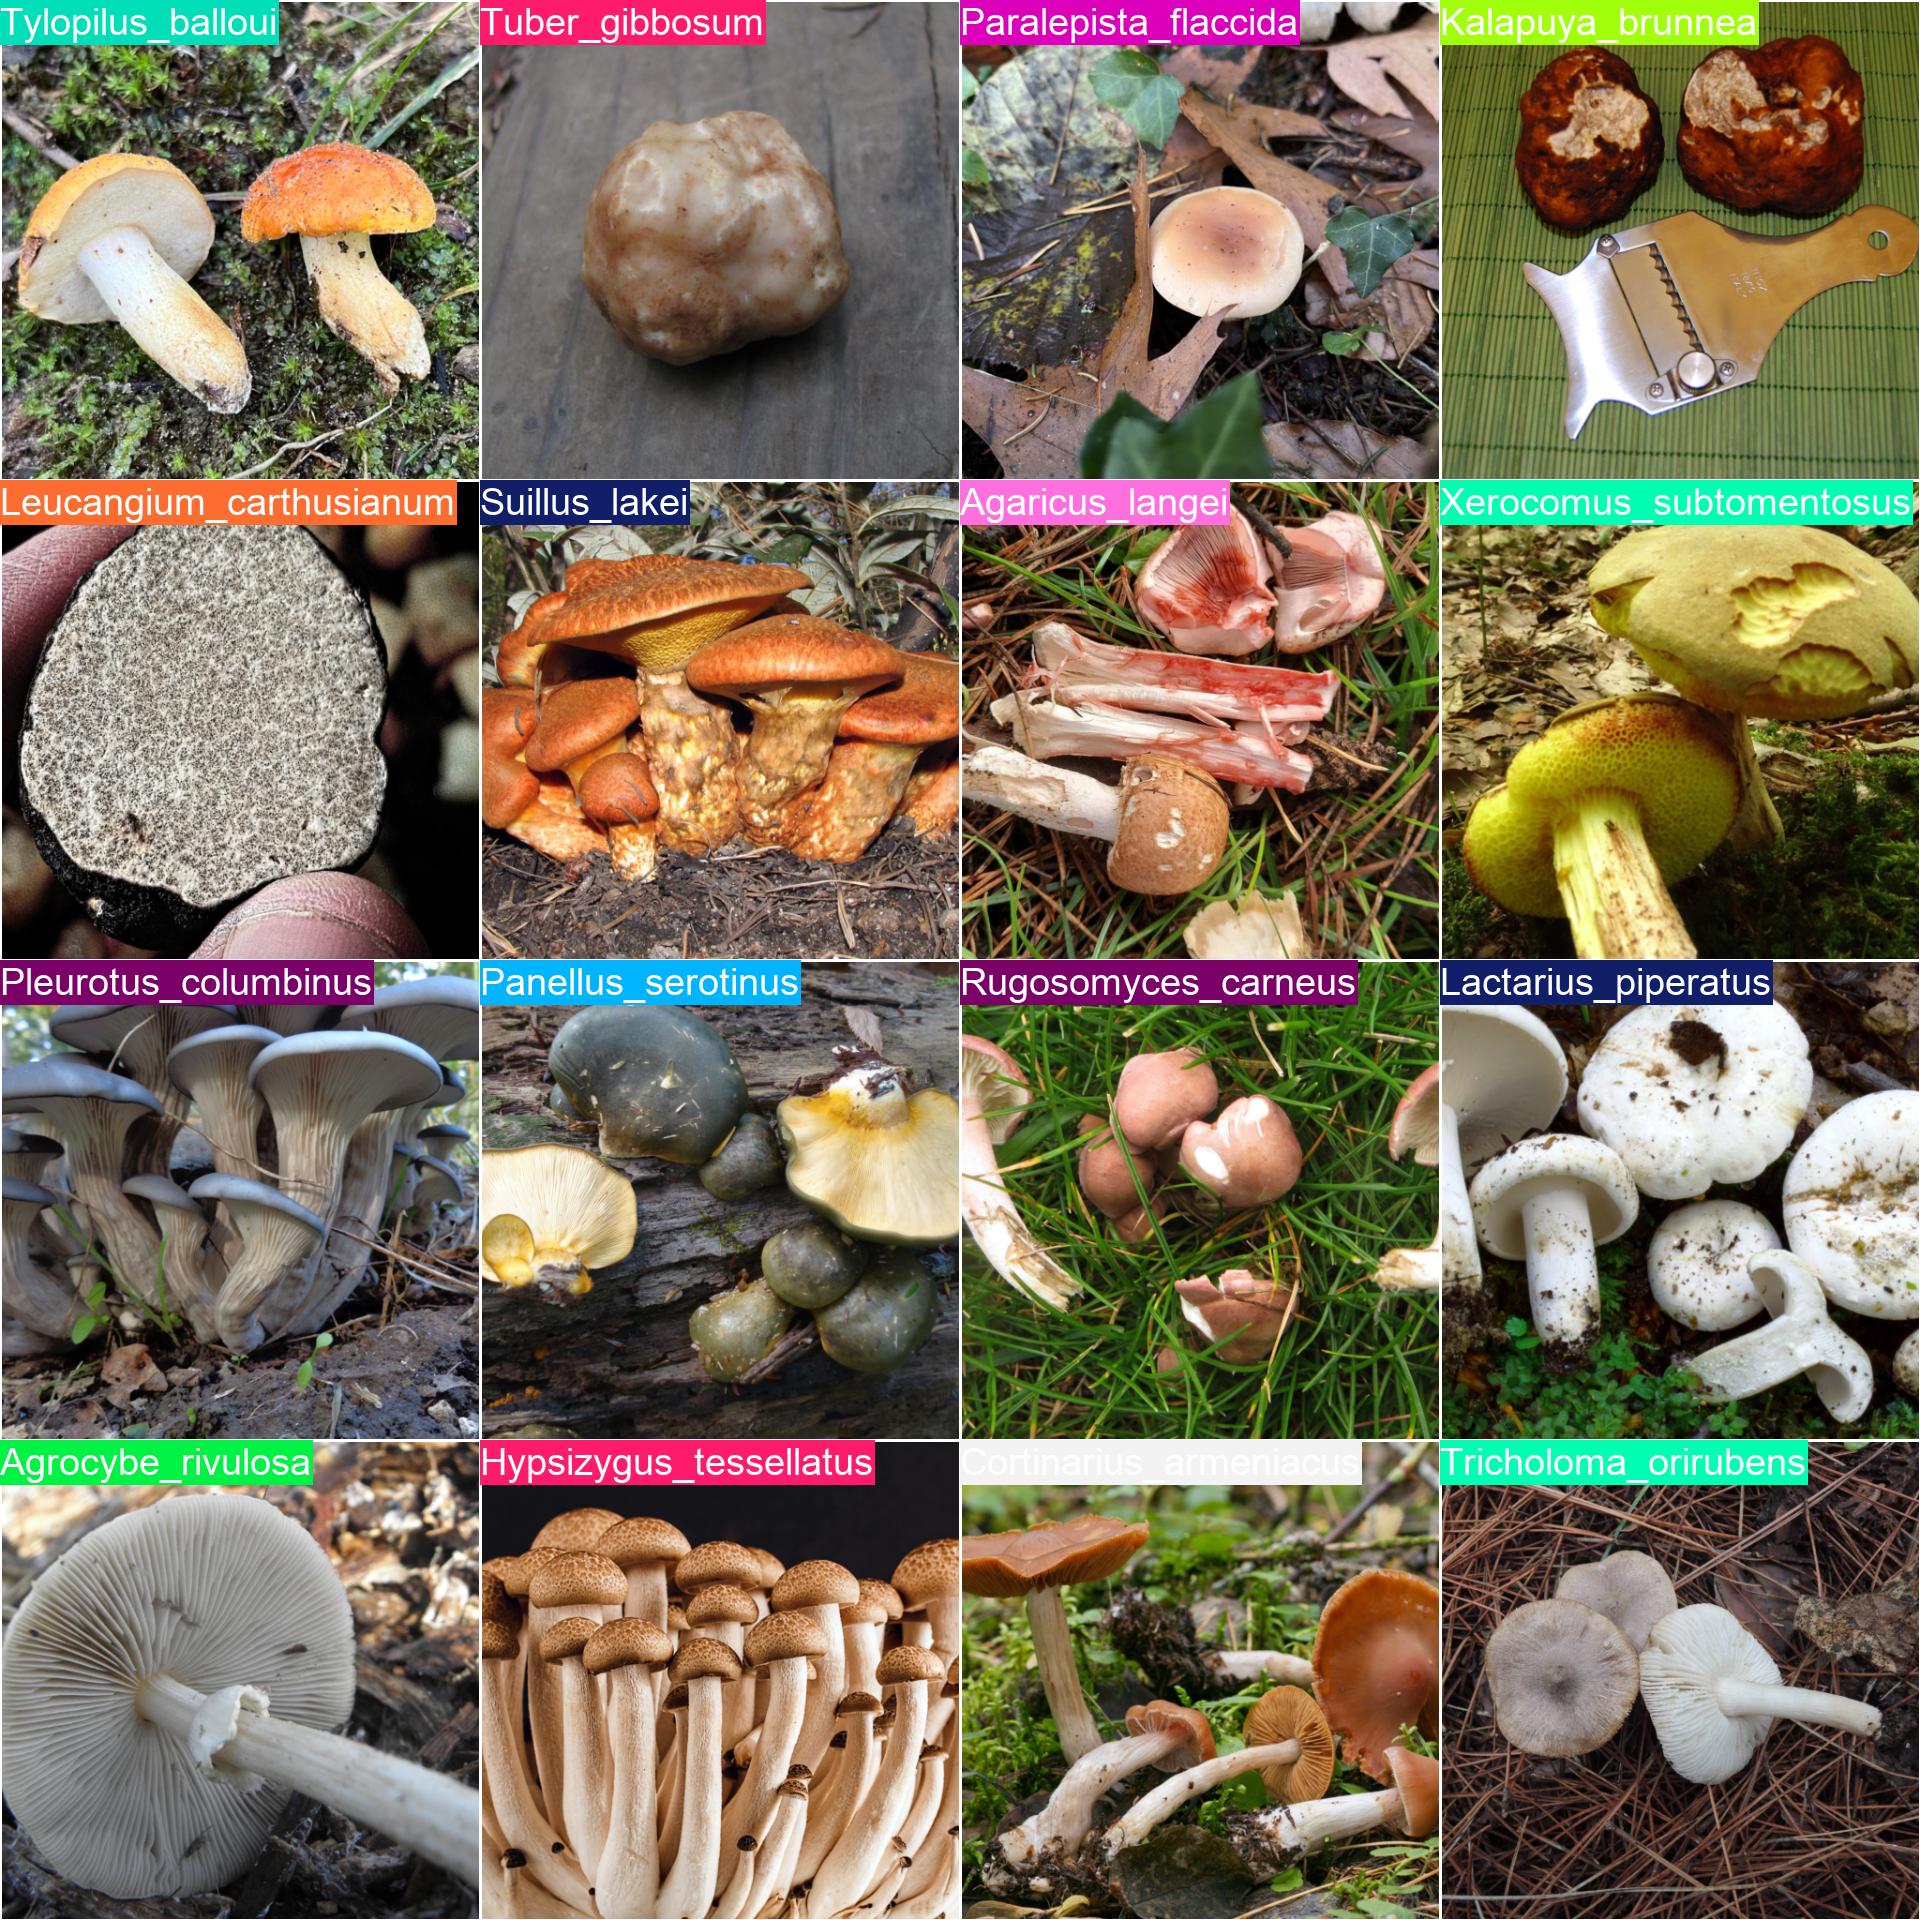 Tylopilus_balloui
Tuber_gibbosum
Paralepista_flaccida
Kalapuya_brunnea
Leucangium_carthusianum
Suillus_lakei
Agaricus_langei
Xerocomus_subtomentosus
Pleurotus_columbinus
Panellus_serotinus
Rugosomyces_carneus
Lactarius_piperatus
Agrocybe_rivulosa
Hypsizygus_tessellatus
Cortinarius_armeniacus
Tricholoma_orirubens